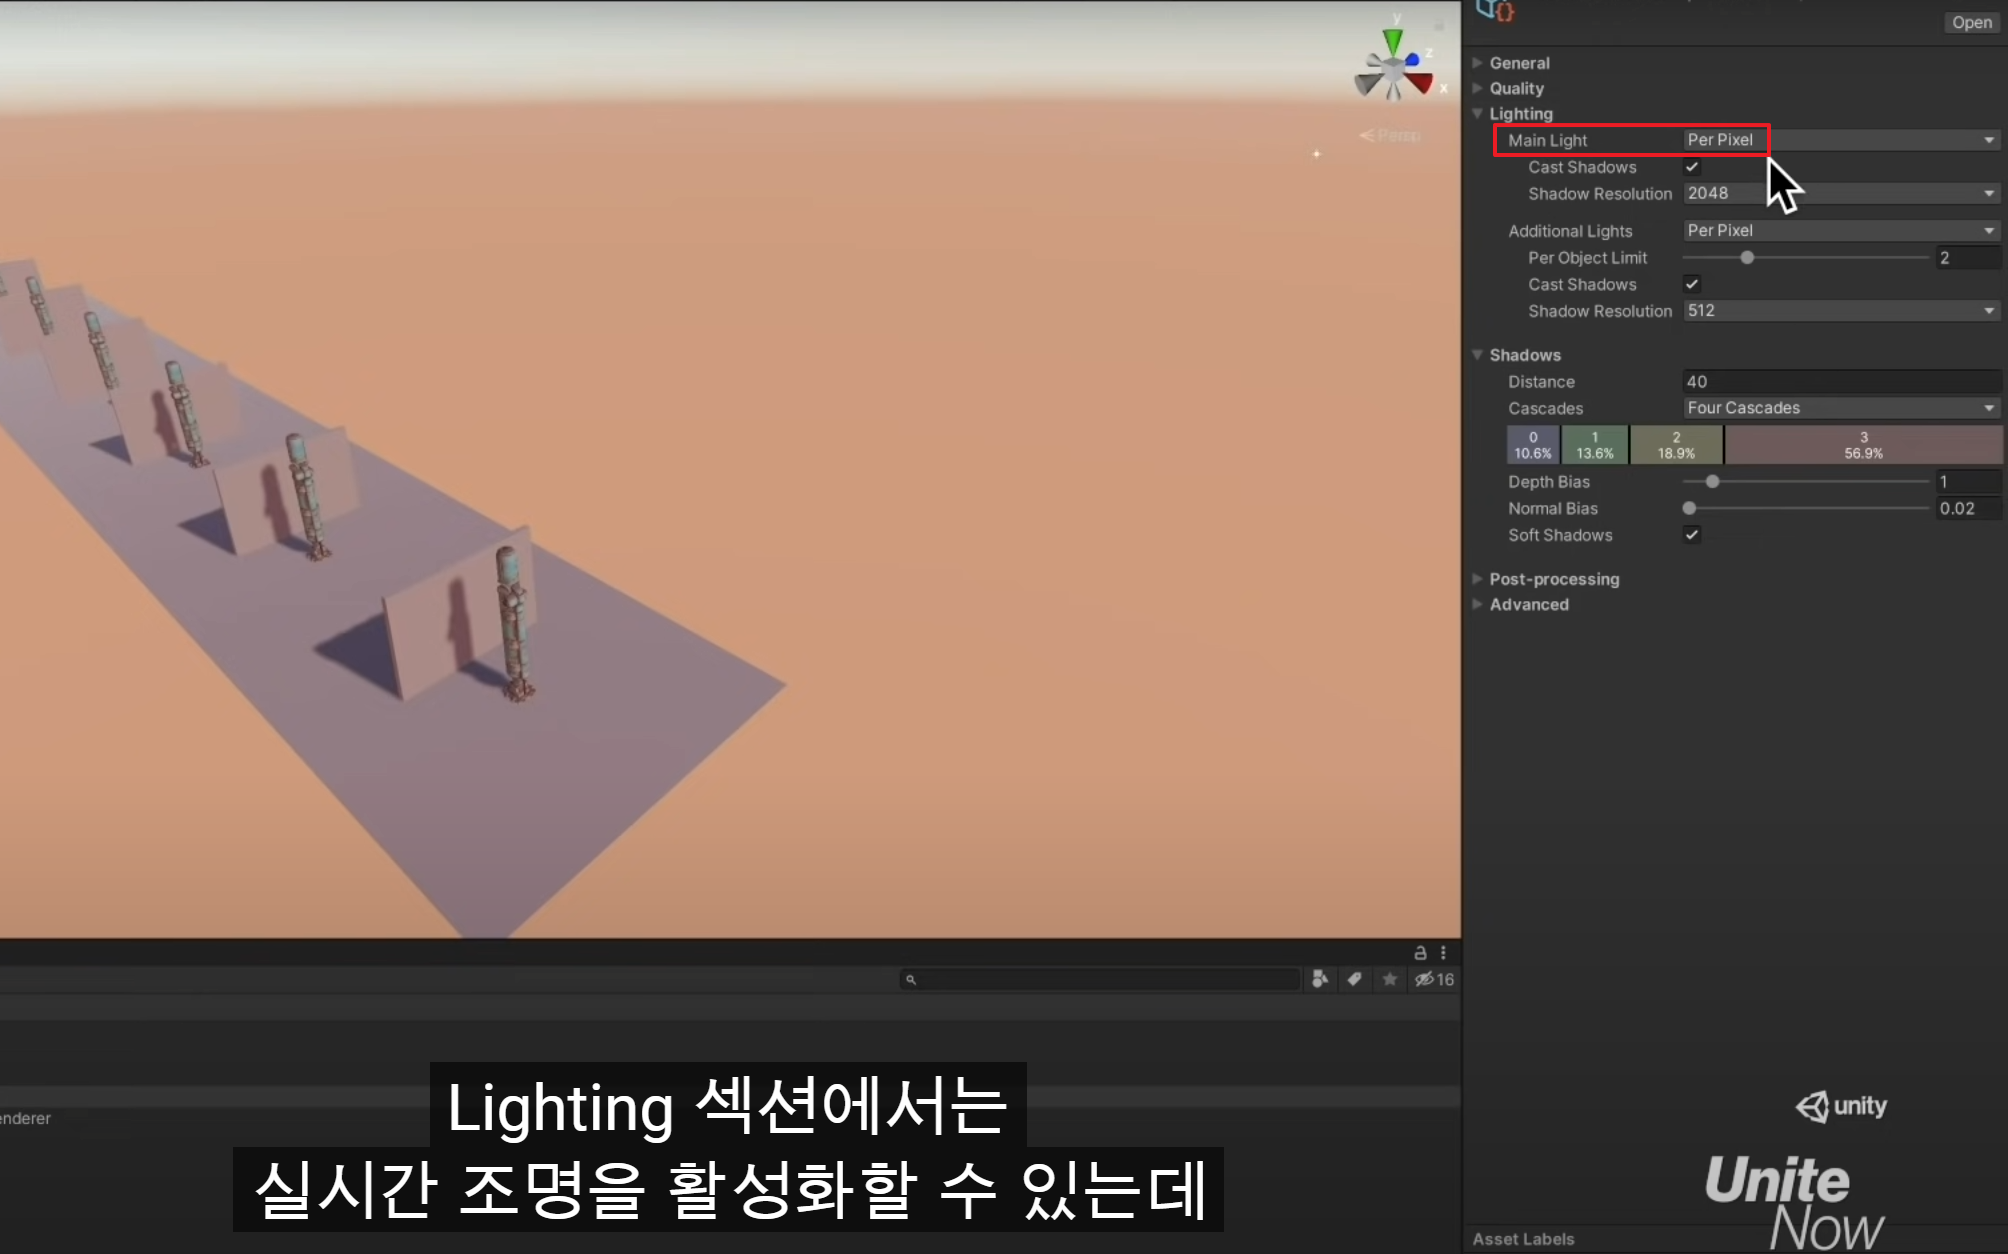 Open
General
Quality
Lighting
Main Light Per Pixel
Cast Shadows
Shadow Resolution 2048
Additional Lights Per Pixel
Per Object Limit 2
Cast Shadows
Shadow Resolution 512
Shadows
Distance 40
Cascades Four Cascades
0 1 2 3
10.6% 13.6% 18.9% 56.9%
Depth Bias 1
Normal Bias 0.02
Soft Shadows
Post-processing
Advanced
y
z
x
Persp
16
enderer
Lighting 섹션에서는
실시간 조명을 활성화할 수 있는데
unity
Unite
Now
Asset Labels